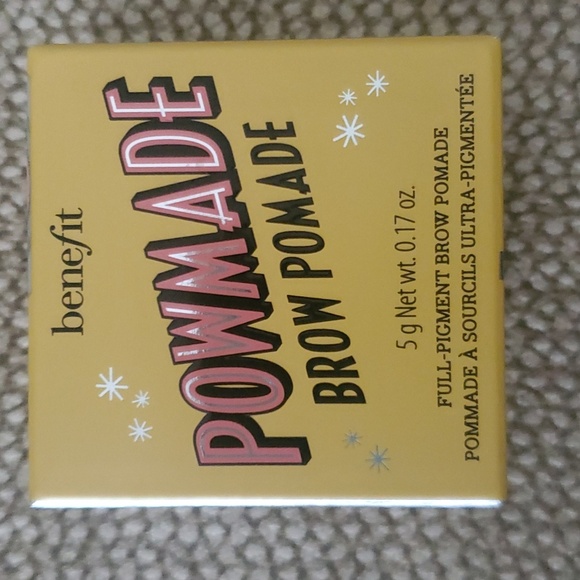 benefit
POWMADE
BROW POMADE
5 g Net wt. 0.17 oz.
FULL-PIGMENT BROW POMADE
POMMADE À SOURCILS ULTRA-PIGMENTÉE